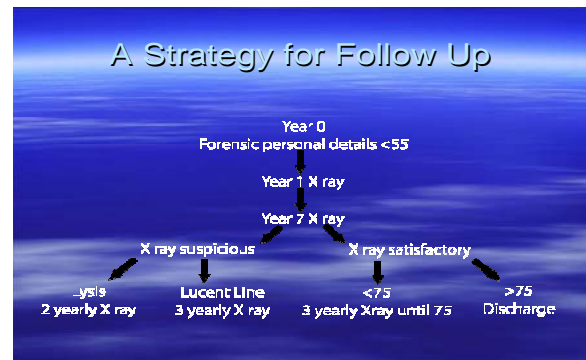 A Strategy for Follow Up
Year 0
Forensic personal details <55
Year 1 X ray
Year 7 X ray
X ray suspicious
X ray satisfactory
Lysis
2 yearly X ray
Lucent Line
3 yearly X ray
<75
3 yearly Xray until 75
>75
Discharge